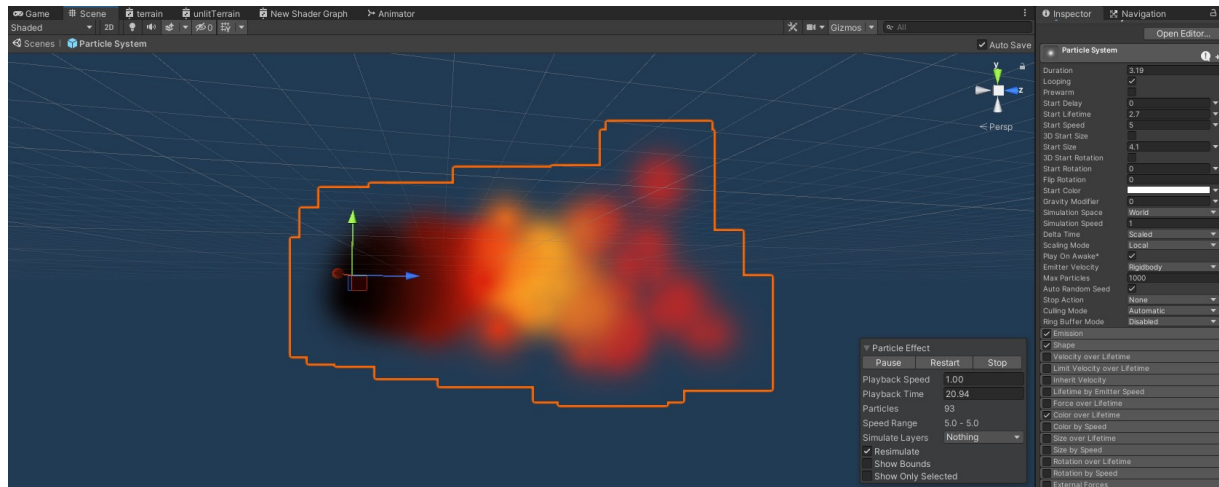 Game Scene terrain unlitTerrain New Shader Graph Animator
Shaded 2D 0 Gizmos All
Scenes Particle System Auto Save
y
z
Persp
Particle Effect
Pause Restart Stop
Playback Speed 1.00
Playback Time 20.94
Particles 93
Speed Range 5.0 - 5.0
Simulate Layers Nothing
Resimulate
Show Bounds
Show Only Selected
Inspector Navigation
Open Editor...
Particle System
Duration 3.19
Looping
Prewarm
Start Delay 0
Start Lifetime 2.7
Start Speed 5
3D Start Size
Start Size 4.1
3D Start Rotation
Start Rotation 0
Flip Rotation 0
Start Color
Gravity Modifier 0
Simulation Space World
Simulation Speed 1
Delta Time Scaled
Scaling Mode Local
Play On Awake*
Emitter Velocity Rigidbody
Max Particles 1000
Auto Random Seed
Stop Action None
Culling Mode Automatic
Ring Buffer Mode Disabled
Emission
Shape
Velocity over Lifetime
Limit Velocity over Lifetime
Inherit Velocity
Lifetime by Emitter Speed
Force over Lifetime
Color over Lifetime
Color by Speed
Size over Lifetime
Size by Speed
Rotation over Lifetime
Rotation by Speed
External Forces